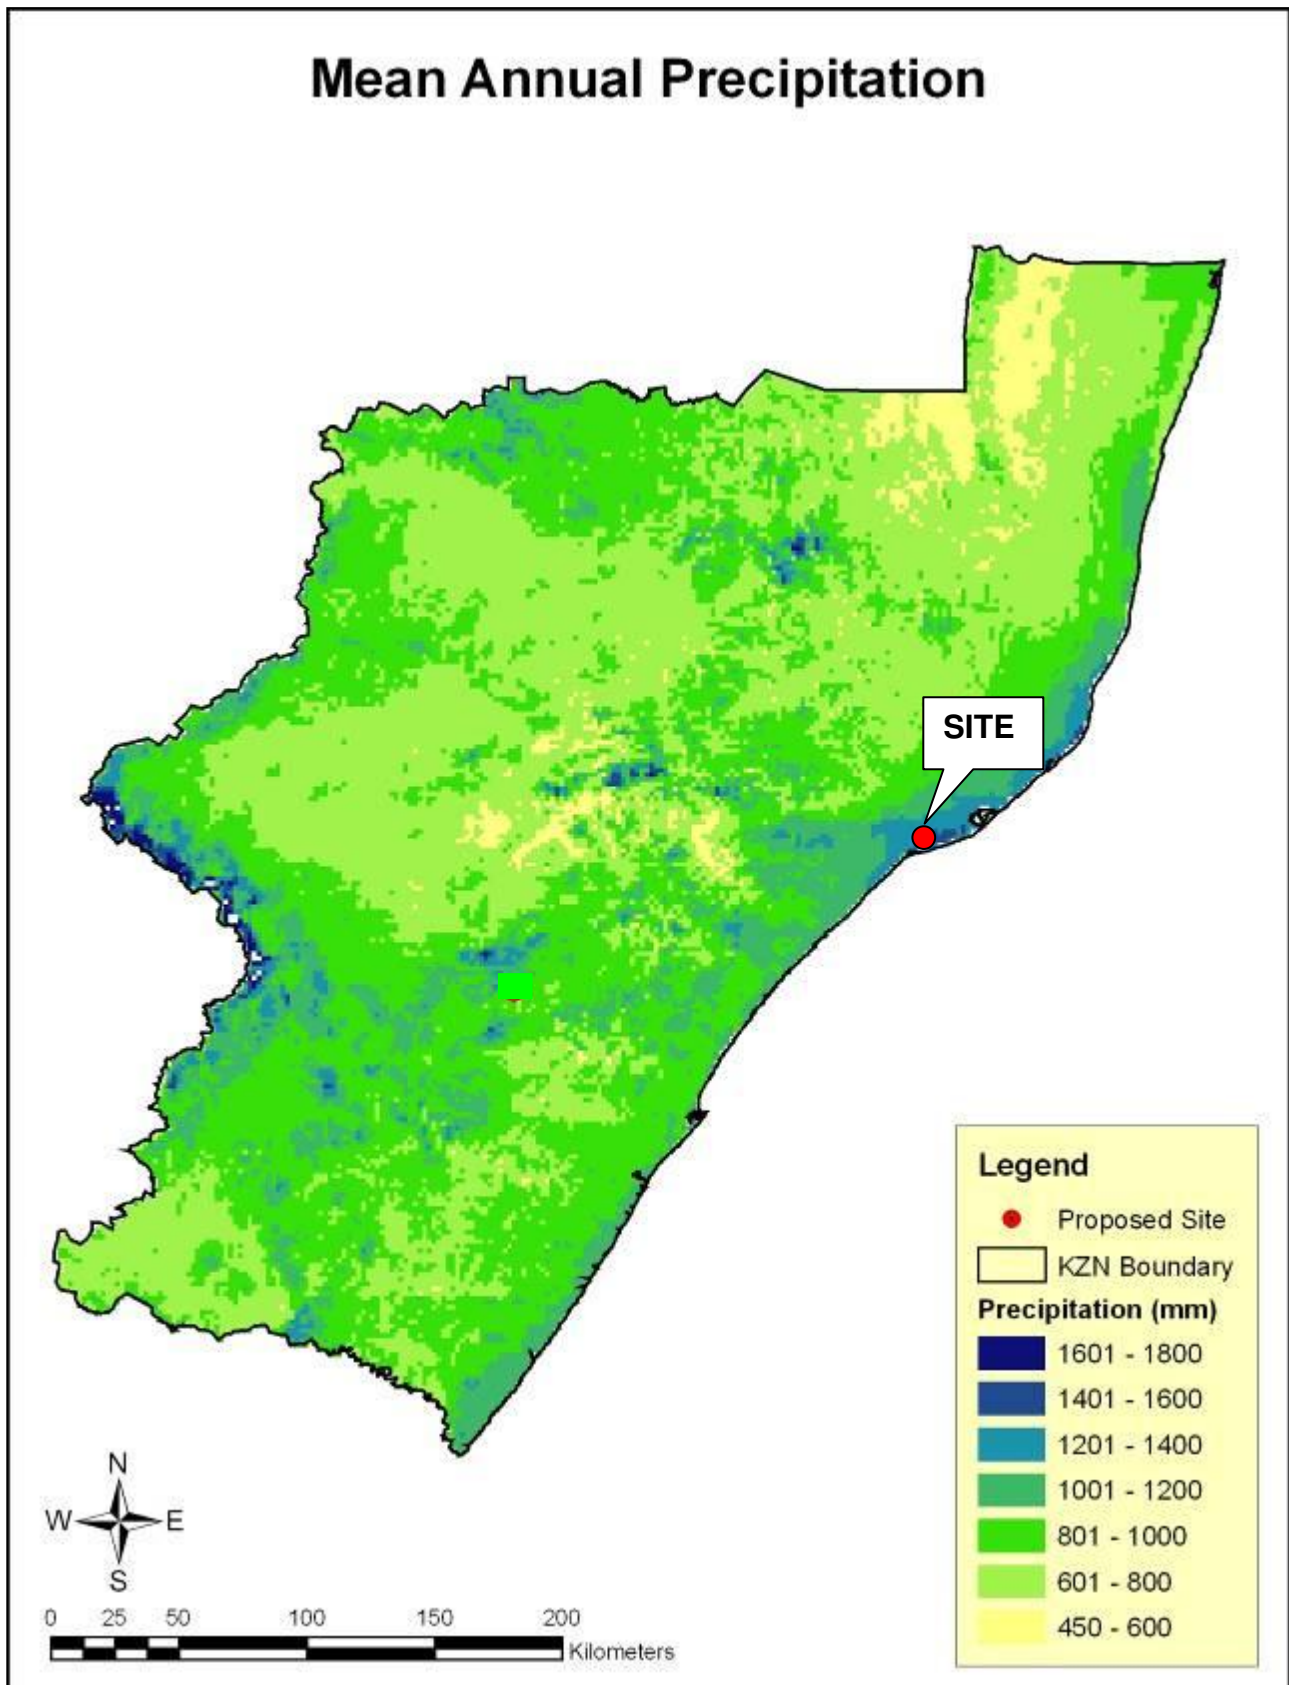 Mean Annual Precipitation
SITE
Legend
Proposed Site
KZN Boundary
Precipitation (mm)
1601 - 1800
1401 - 1600
1201 - 1400
1001 - 1200
801 - 1000
601 - 800
450 - 600
N
W E
S
0 25 50 100 150 200
Kilometers